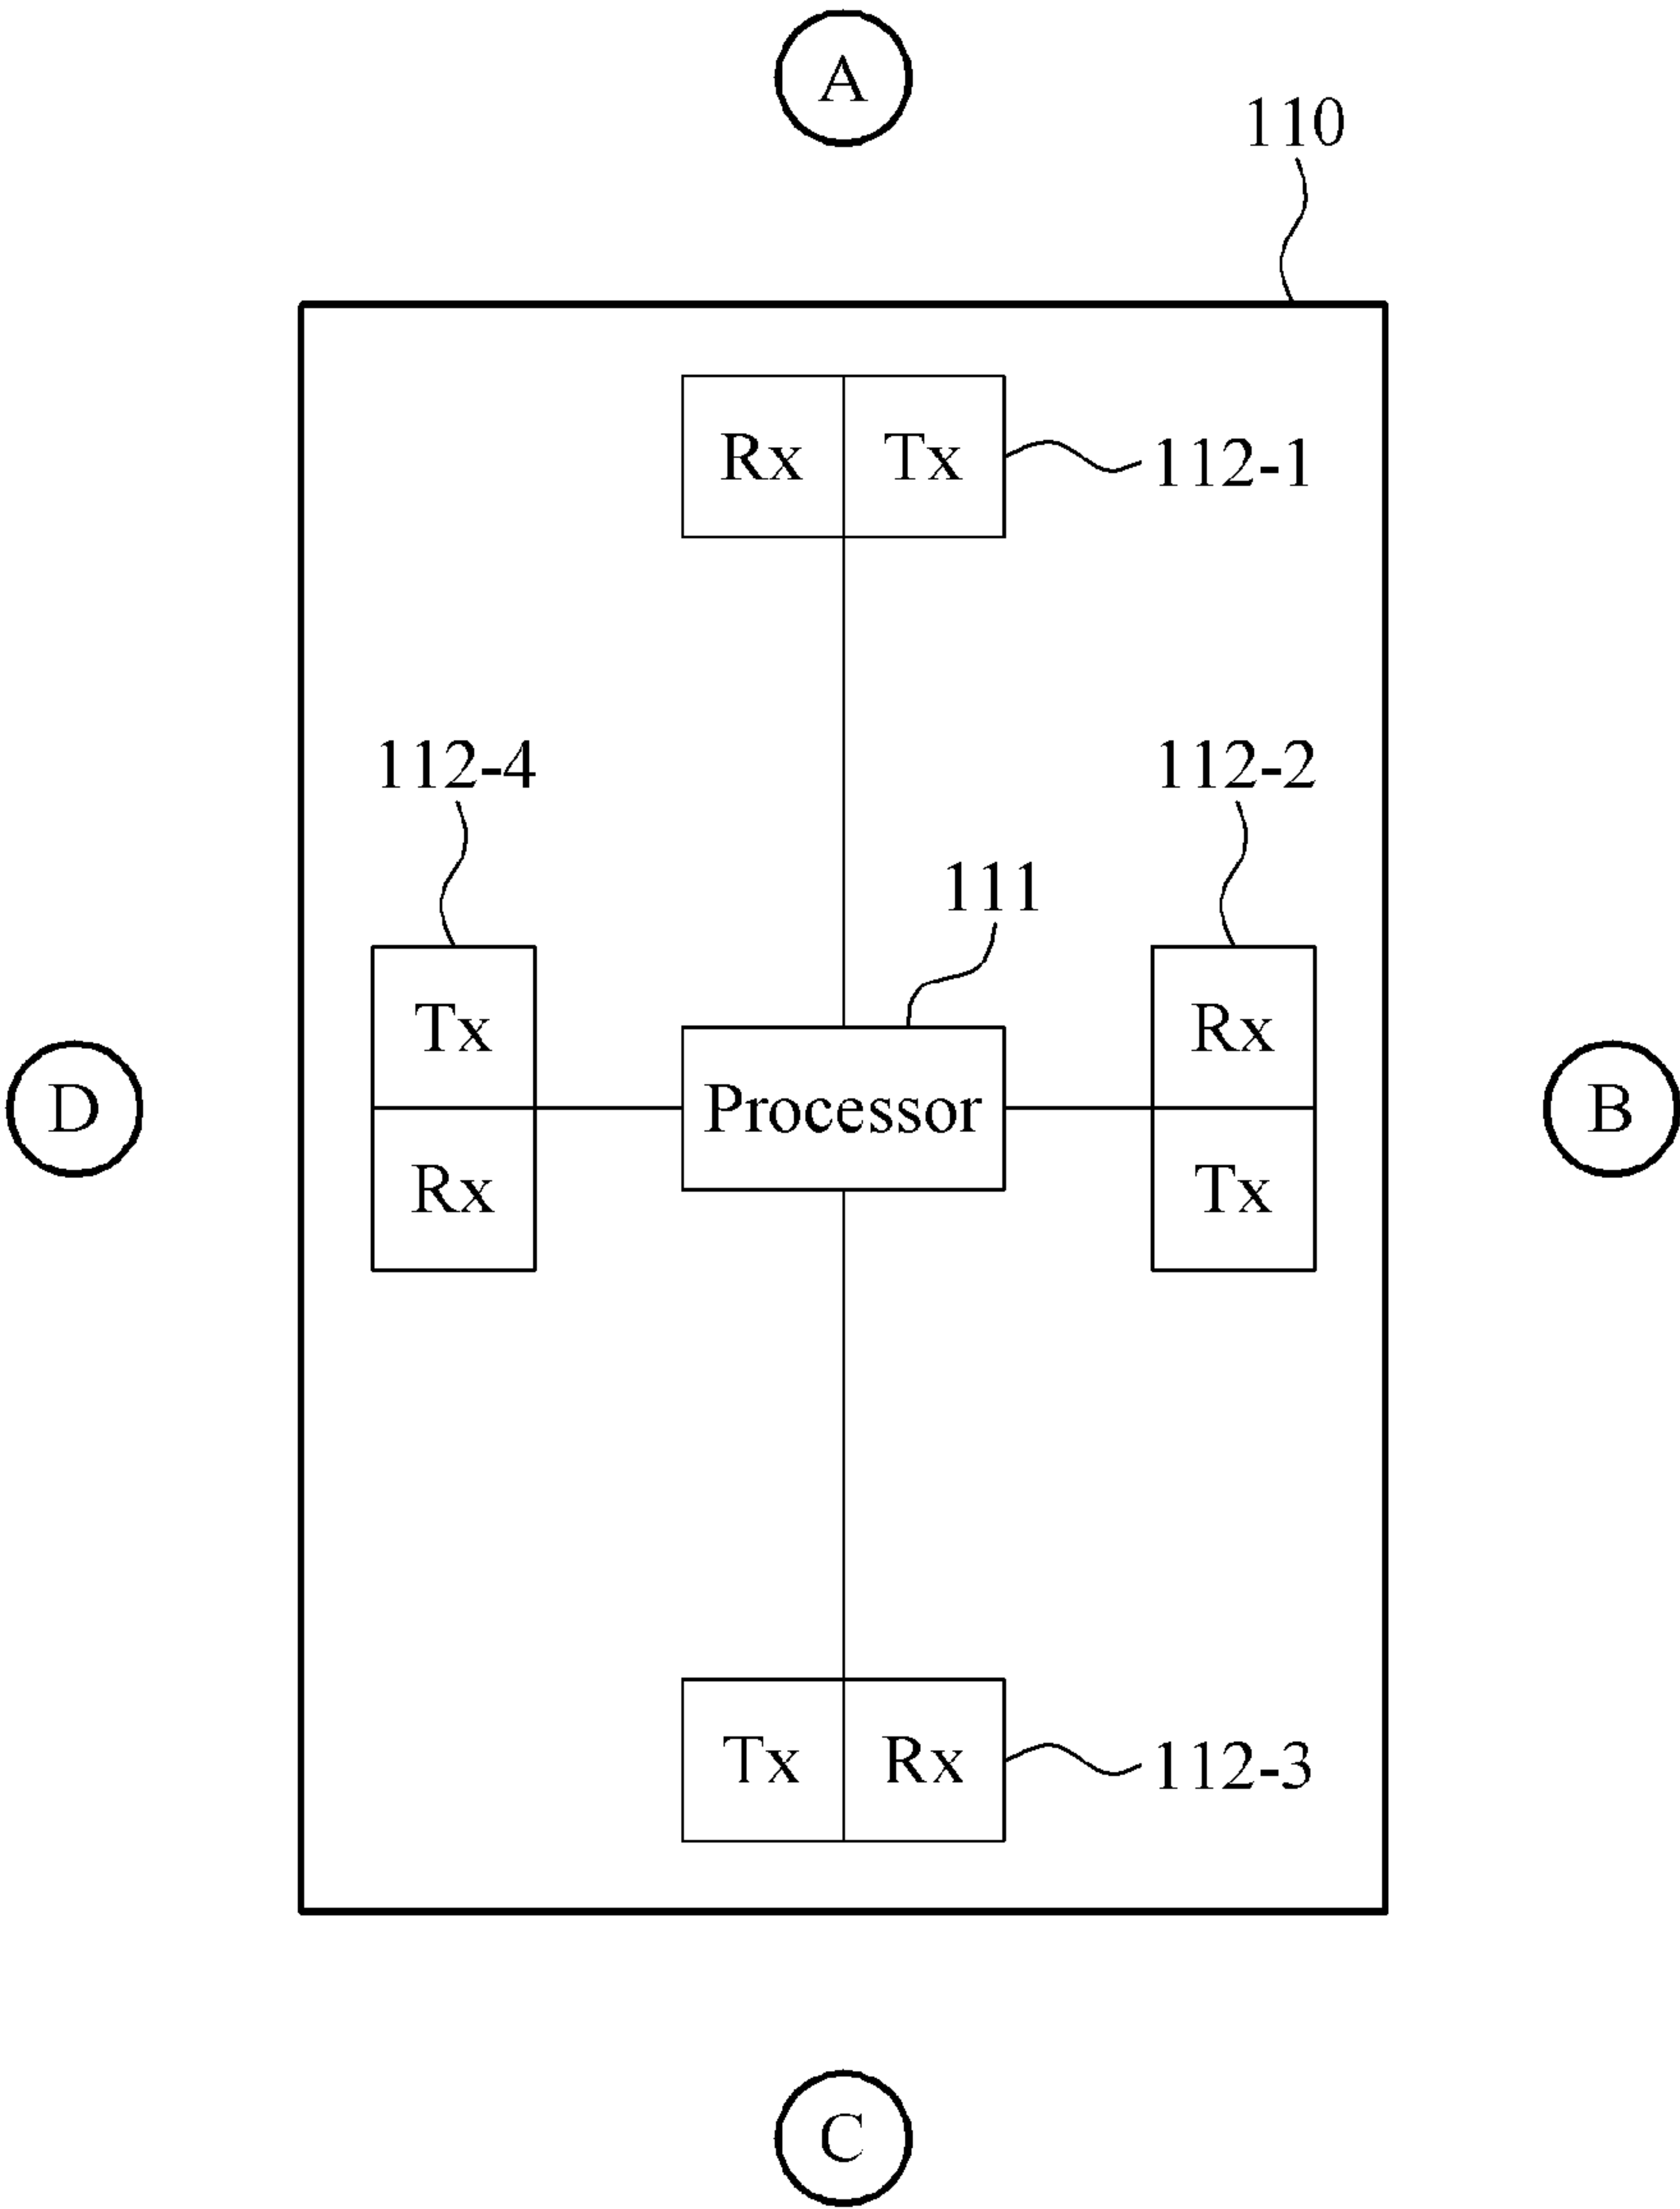 A
110
Rx Tx 112-1
112-4 112-2
111
Tx Rx
D Processor B
Rx Tx
Tx Rx 112-3
C